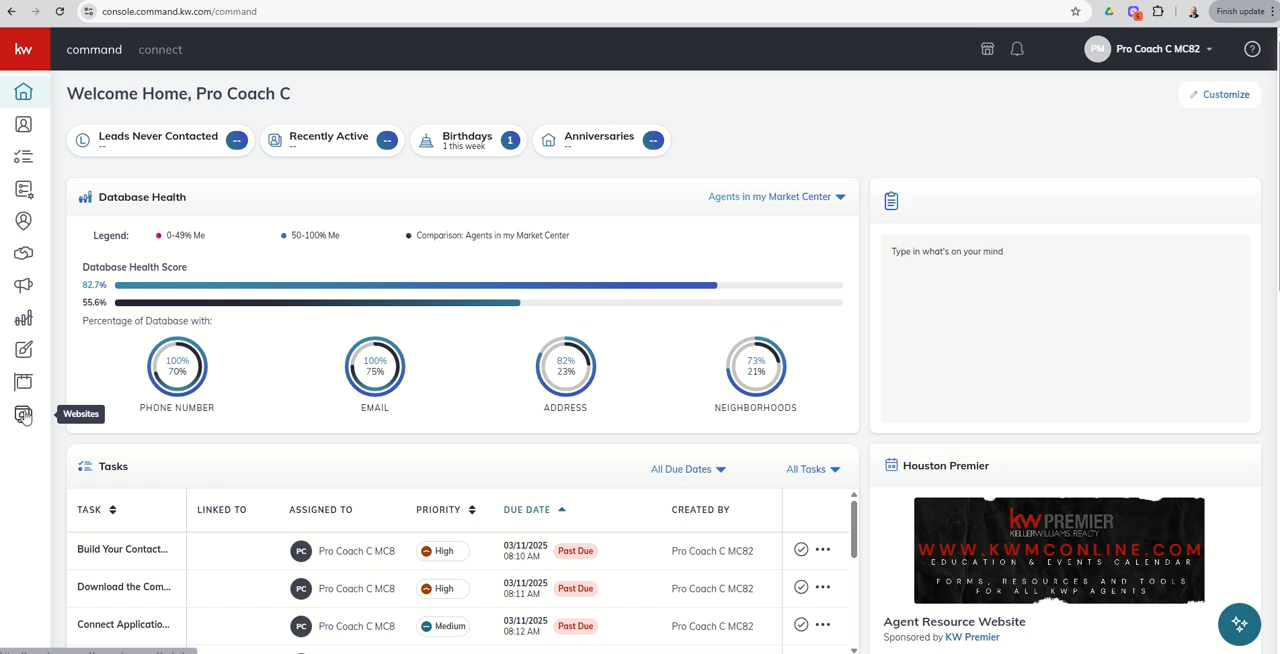 console.command.kw.com/command
5
Finish update
kw
command
connect
PM
Pro Coach C MC82
?
Welcome Home, Pro Coach C
Customize
L
Leads Never Contacted
--
--
Recently Active
--
--
Birthdays
1 this week
1
Anniversaries
--
--
Database Health
Agents in my Market Center
Legend:
0-49% Me
50-100% Me
Comparison: Agents in my Market Center
Type in what's on your mind
Database Health Score
82.7%
55.6%
Percentage of Database with:
100%
70%
100%
75%
82%
23%
73%
21%
PHONE NUMBER
EMAIL
ADDRESS
NEIGHBORHOODS
Websites
Tasks
All Due Dates
All Tasks
Houston Premier
TASK
LINKED TO
ASSIGNED TO
PRIORITY
DUE DATE
CREATED BY
Build Your Contact...
PC
Pro Coach C MC8
High
03/11/2025
08:10 AM
Past Due
Pro Coach C MC82
Download the Com...
PC
Pro Coach C MC8
High
03/11/2025
08:11 AM
Past Due
Pro Coach C MC82
Connect Applicatio...
PC
Pro Coach C MC8
Medium
03/11/2025
08:12 AM
Past Due
Pro Coach C MC82
kw PREMIER
KELLERWILLIAMS. REALTY
WWW.KWMCONLINE.COM
EDUCATION & EVENTS CALENDAR
FORMS, RESOURCES AND TOOLS
FOR ALL KWP AGENTS
Agent Resource Website
Sponsored by KW Premier